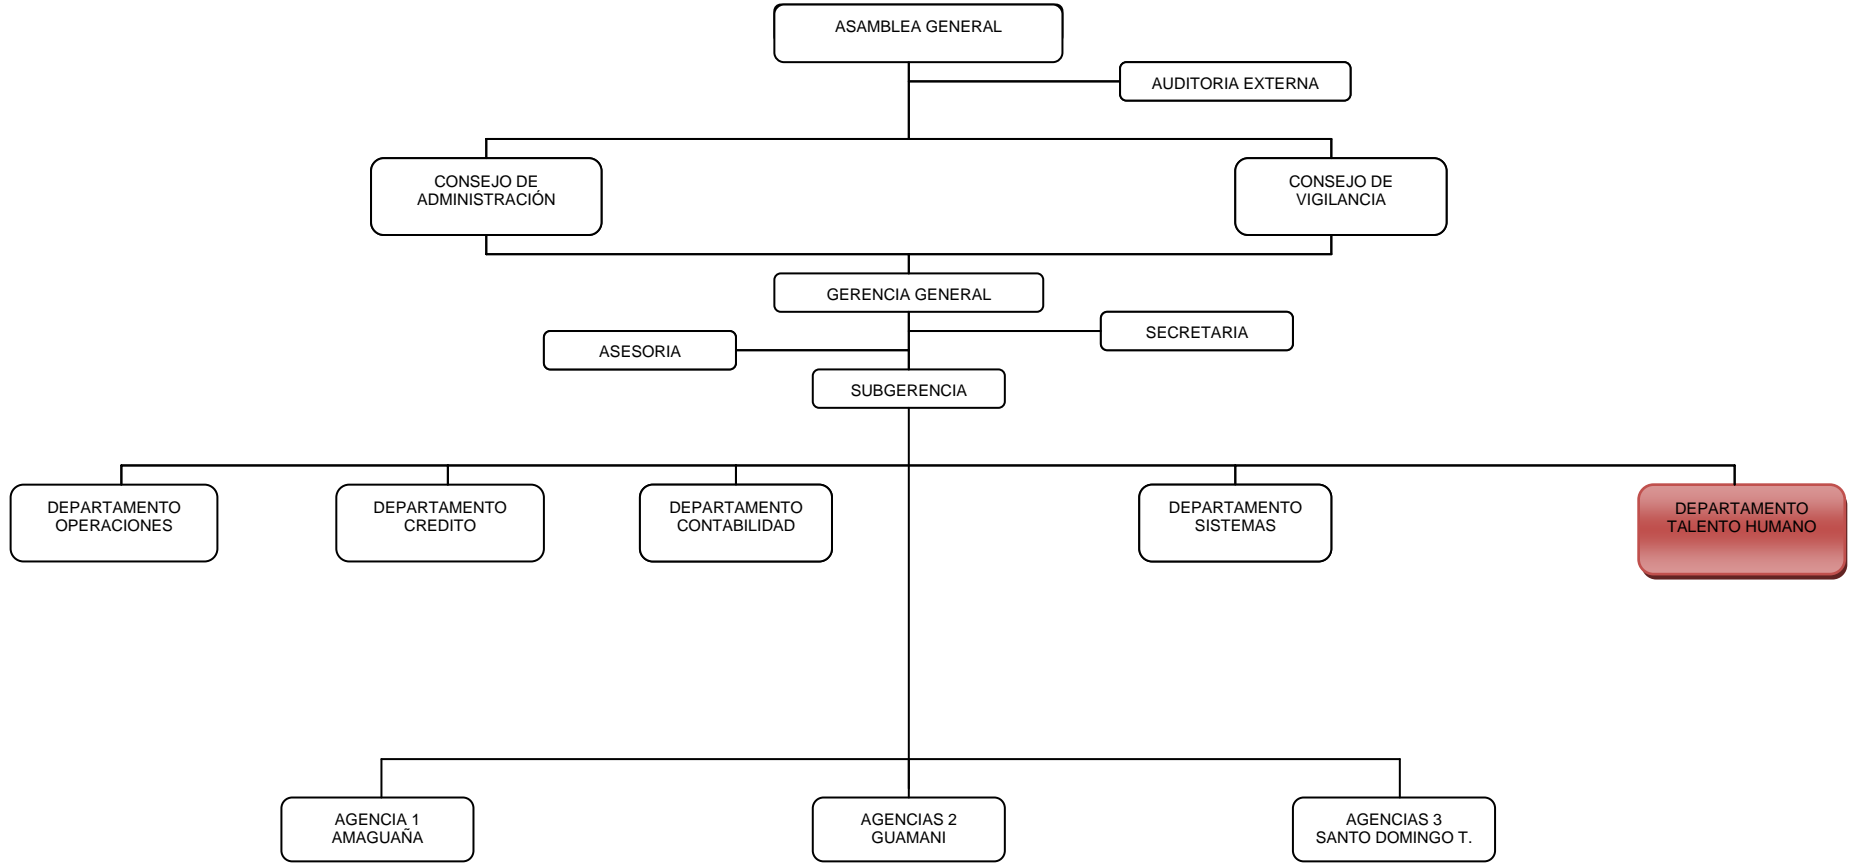 ASAMBLEA GENERAL
AUDITORIA EXTERNA
CONSEJO DE
ADMINISTRACIÓN
CONSEJO DE
VIGILANCIA
GERENCIA GENERAL
SECRETARIA
ASESORIA
SUBGERENCIA
DEPARTAMENTO
OPERACIONES
DEPARTAMENTO
CREDITO
DEPARTAMENTO
CONTABILIDAD
DEPARTAMENTO
SISTEMAS
DEPARTAMENTO
TALENTO HUMANO
AGENCIA 1
AMAGUAÑA
AGENCIAS 2
GUAMANI
AGENCIAS 3
SANTO DOMINGO T.